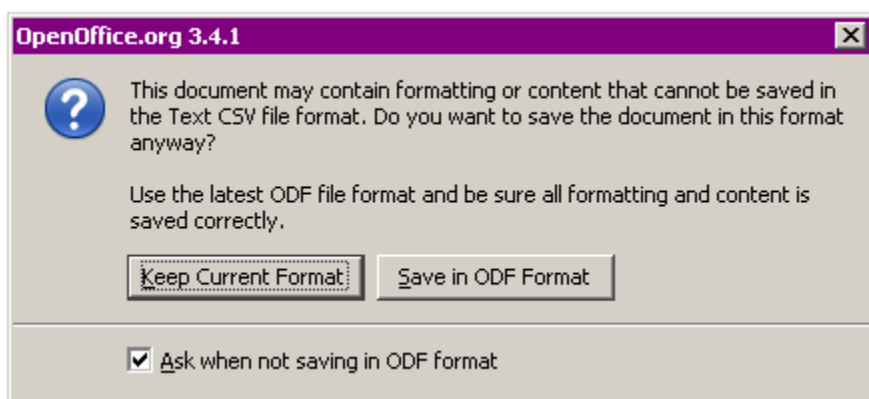 OpenOffice.org 3.4.1
This document may contain formatting or content that cannot be saved in
the Text CSV file format. Do you want to save the document in this format
anyway?
Use the latest ODF file format and be sure all formatting and content is
saved correctly.
Keep Current Format Save in ODF Format
Ask when not saving in ODF format